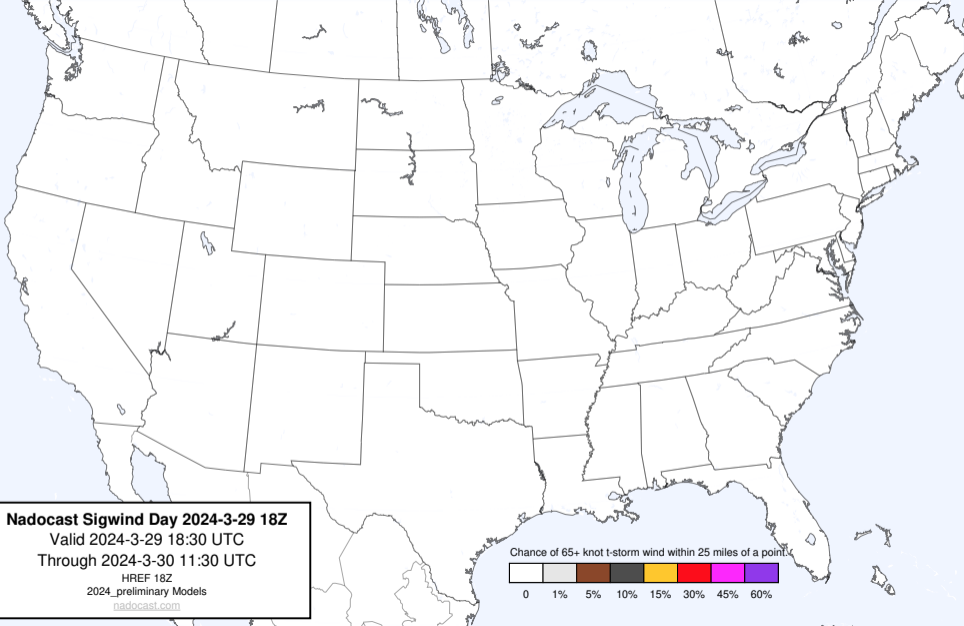 Nadocast Sigwind Day 2024-3-29 18Z
Valid 2024-3-29 18:30 UTC
Through 2024-3-30 11:30 UTC
HREF 18Z
2024_preliminary Models
nadocast.com
Chance of 65+ knot t-storm wind within 25 miles of a point.
0 1% 5% 10% 15% 30% 45% 60%